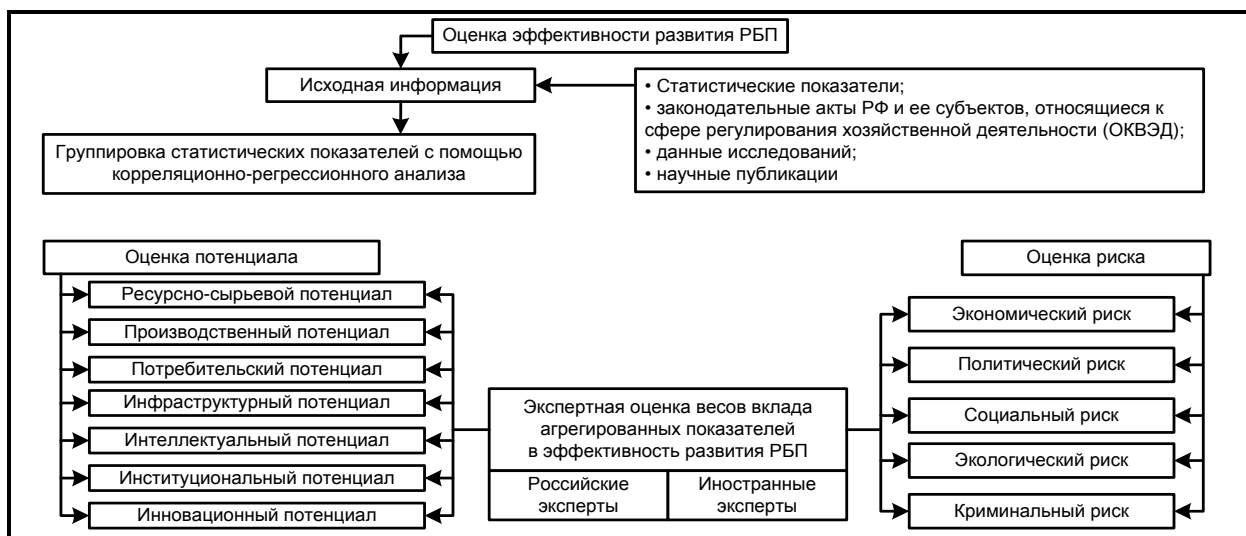 Оценка эффективности развития РБП
Исходная информация
• Статистические показатели;
• законодательные акты РФ и ее субъектов, относящиеся к
сфере регулирования хозяйственной деятельности (ОКВЭД);
• данные исследований;
• научные публикации
Группировка статистических показателей с помощью
корреляционно-регрессионного анализа
Оценка потенциала
Ресурсно-сырьевой потенциал
Производственный потенциал
Потребительский потенциал
Инфраструктурный потенциал
Интеллектуальный потенциал
Институциональный потенциал
Инновационный потенциал
Экспертная оценка весов вклада
агрегированных показателей
в эффективность развития РБП
Российские
эксперты
Иностранные
эксперты
Оценка риска
Экономический риск
Политический риск
Социальный риск
Экологический риск
Криминальный риск